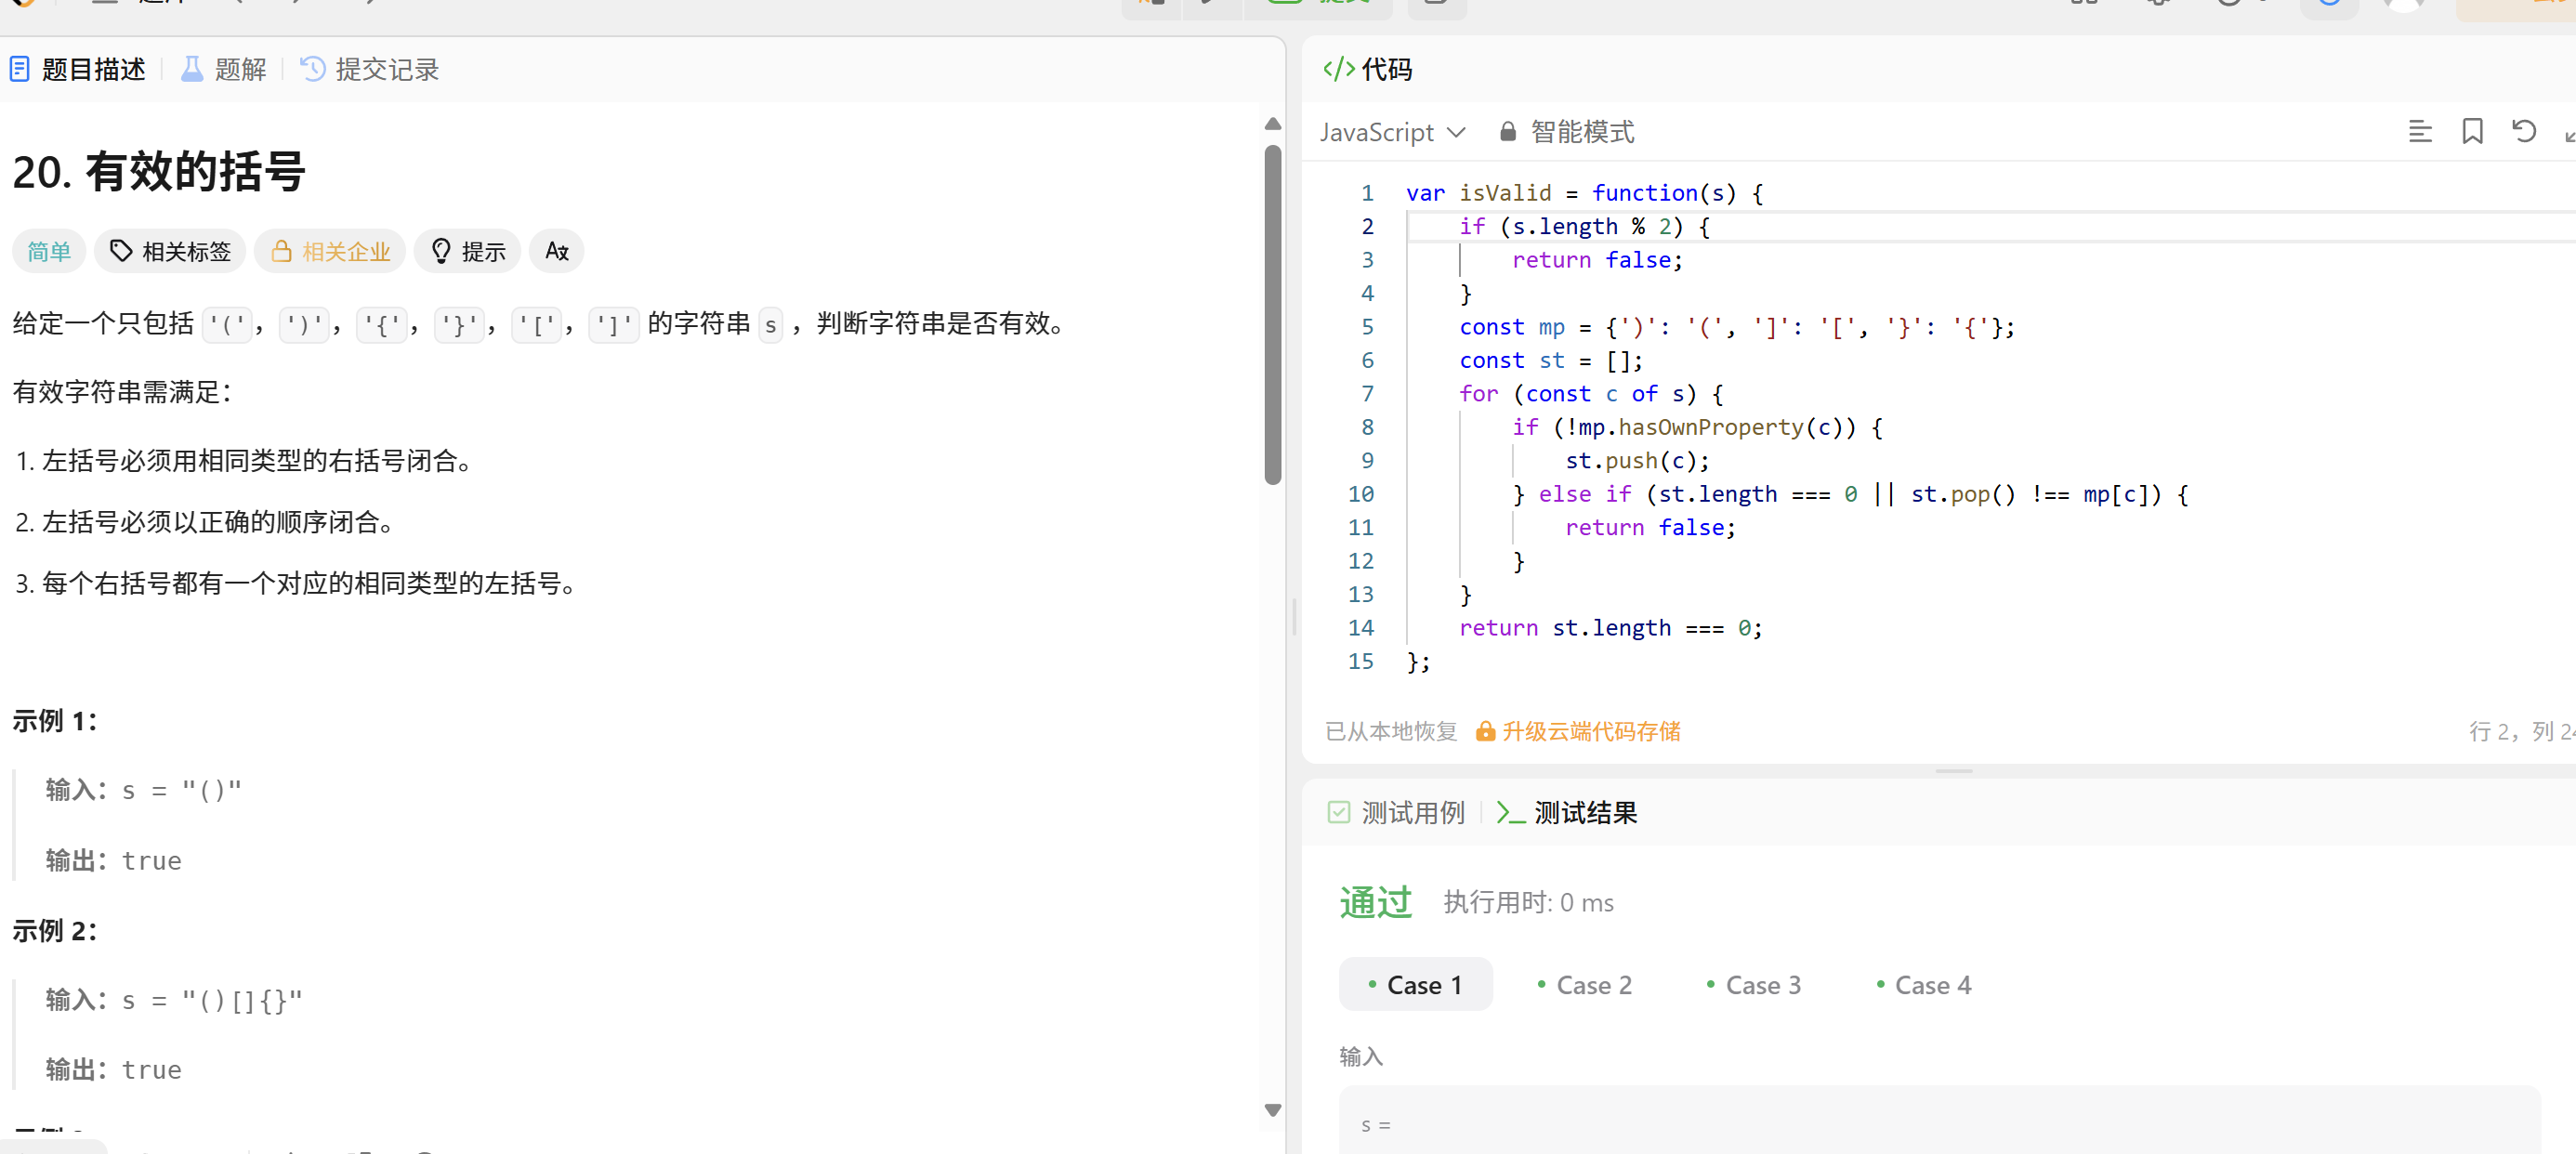 题目描述
题解
提交记录
20. 有效的括号
简单
相关标签
相关企业
提示
给定一个只包括 '(', ')', '{', '}', '[', ']' 的字符串 s ，判断字符串是否有效。
有效字符串需满足：
1. 左括号必须用相同类型的右括号闭合。
2. 左括号必须以正确的顺序闭合。
3. 每个右括号都有一个对应的相同类型的左括号。
示例 1：
输入：s = "()"
输出：true
示例 2：
输入：s = "()[]{}"
输出：true
代码
JavaScript
智能模式
1 var isValid = function(s) {
2     if (s.length % 2) {
3         return false;
4     }
5     const mp = {')': '(', ']': '[', '}': '{'};
6     const st = [];
7     for (const c of s) {
8         if (!mp.hasOwnProperty(c)) {
9             st.push(c);
10         } else if (st.length === 0 || st.pop() !== mp[c]) {
11             return false;
12         }
13     }
14     return st.length === 0;
15 };
已从本地恢复
升级云端代码存储
行 2，列
测试用例
测试结果
通过
执行用时: 0 ms
Case 1
Case 2
Case 3
Case 4
输入
s =